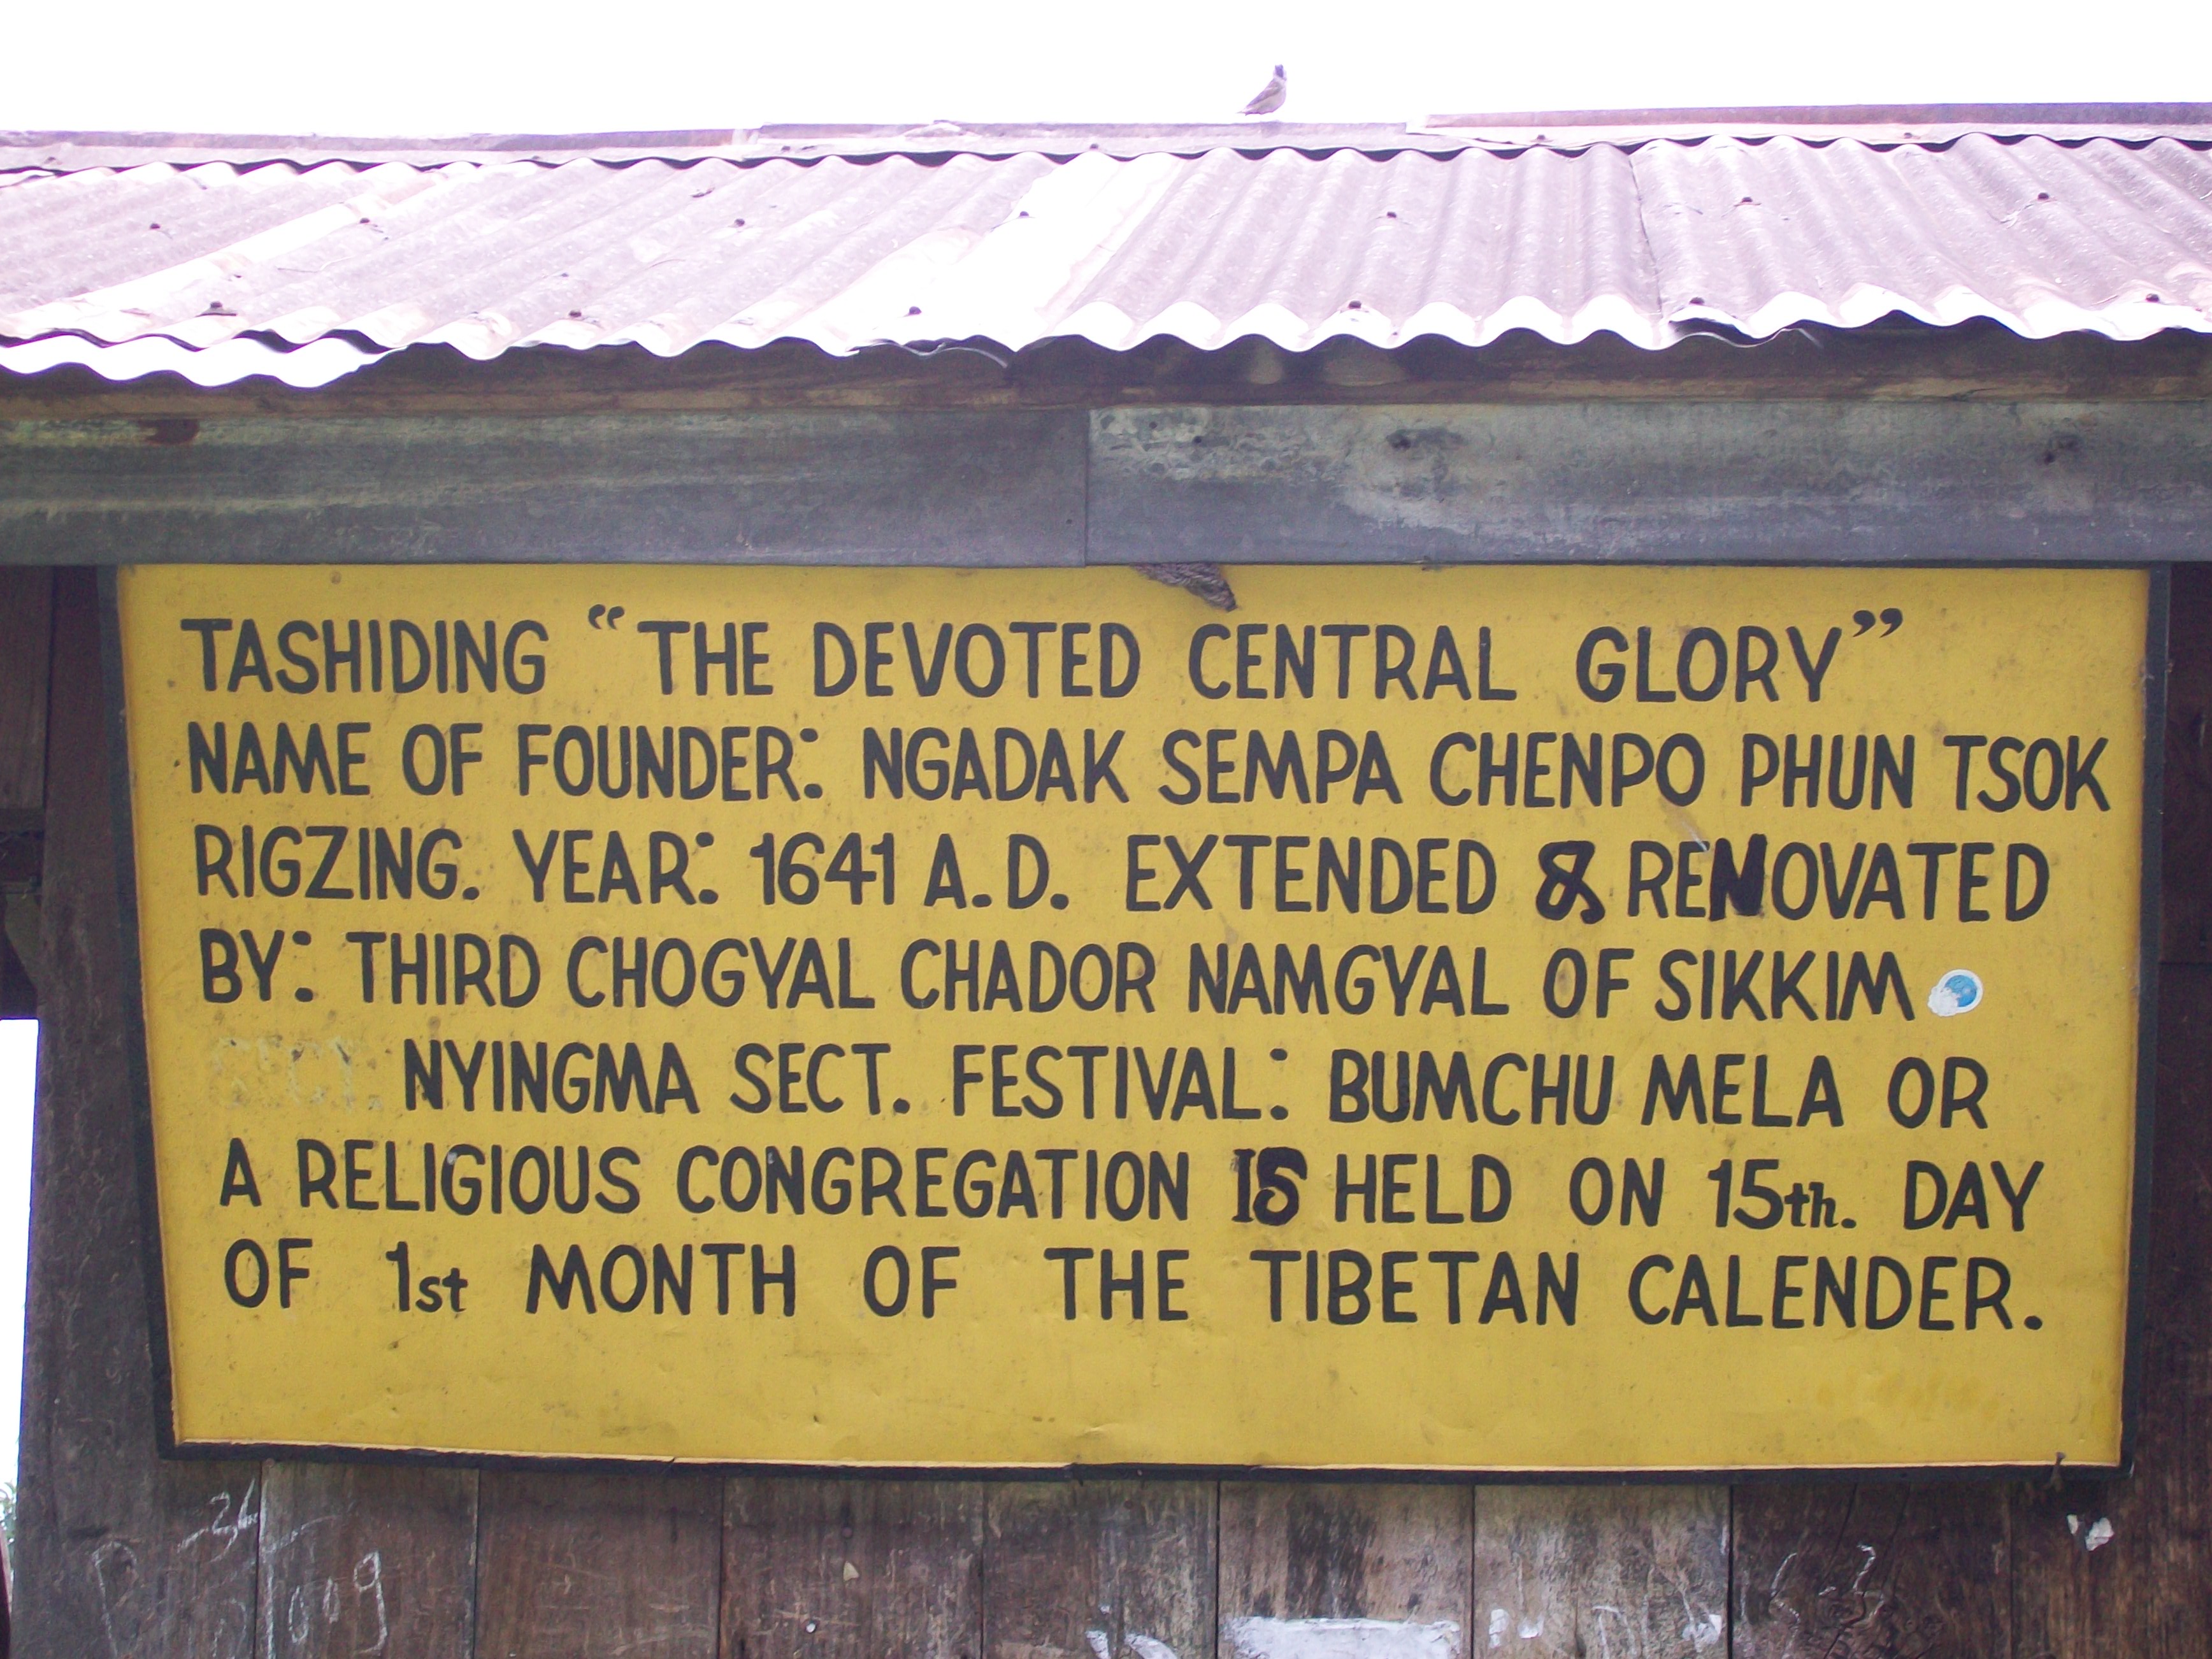 TASHIDING “THE DEVOTED CENTRAL GLORY”
NAME OF FOUNDER: NGADAK SEMPA CHENPO PHUN TSOK
RIGZING. YEAR: 1641 A.D. EXTENDED & RENOVATED
BY: THIRD CHOGYAL CHADOR NAMGYAL OF SIKKIM
NYINGMA SECT. FESTIVAL: BUMCHU MELA OR
A RELIGIOUS CONGREGATION IS HELD ON 15th. DAY
OF 1st MONTH OF THE TIBETAN CALENDER.